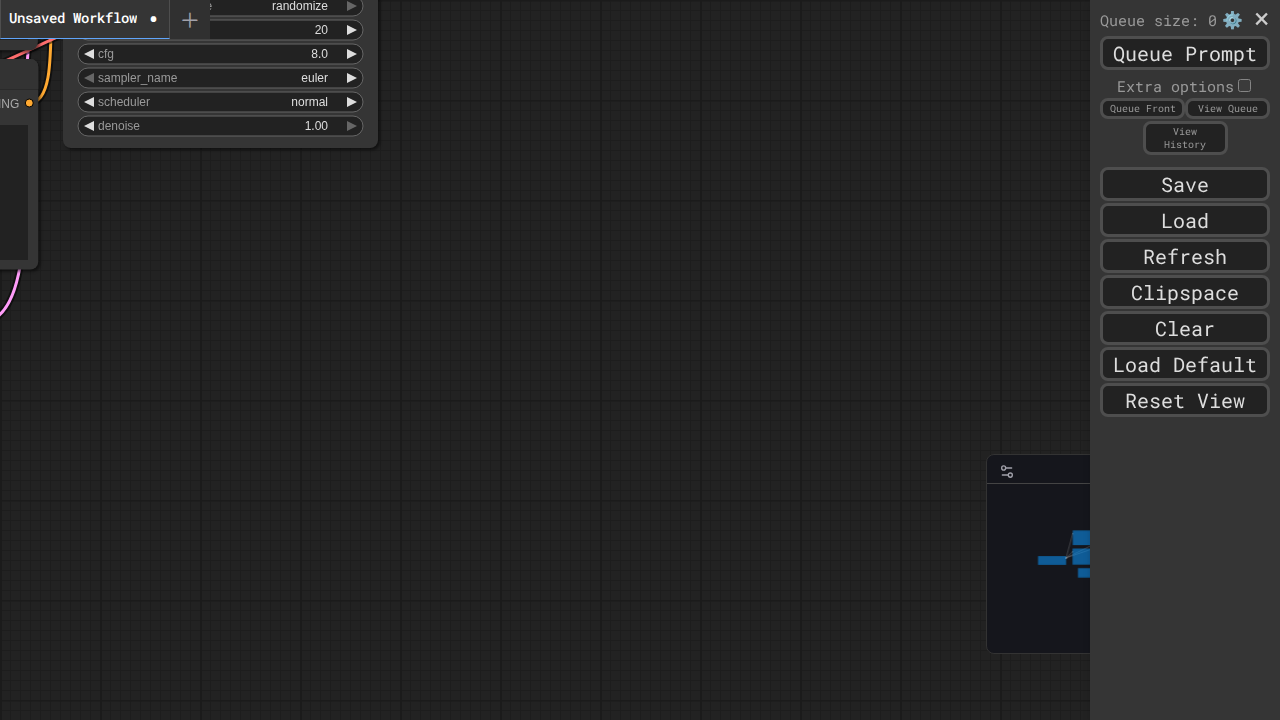 Unsaved Workflow
randomize
20
cfg 8.0
sampler_name euler
scheduler normal
denoise 1.00
ING
Queue size: 0
Queue Prompt
Extra options
Queue Front
View Queue
View
History
Save
Load
Refresh
Clipspace
Clear
Load Default
Reset View